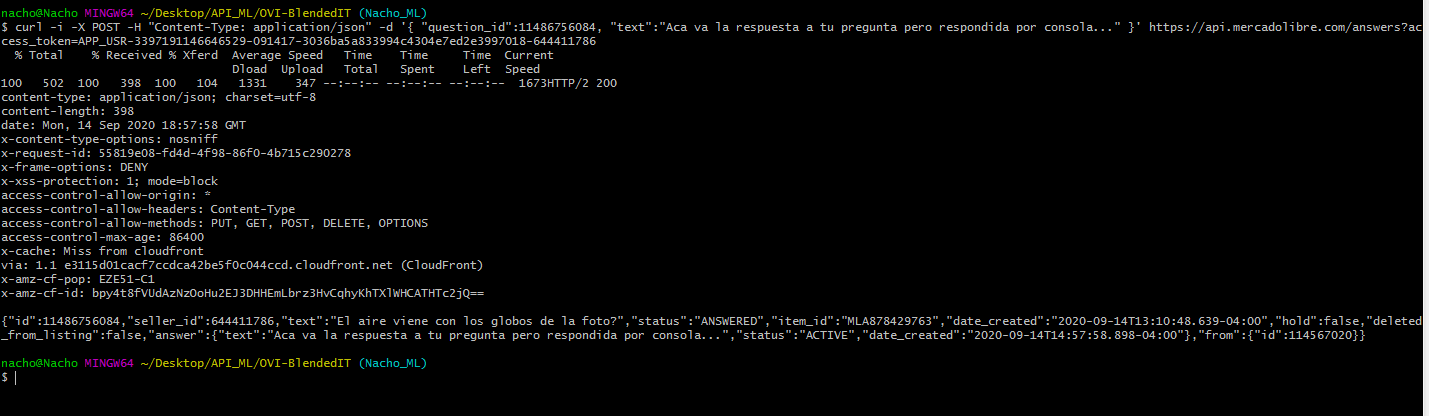 nacho@Nacho MINGW64 ~/Desktop/API_ML/OVI-BlendedIT (Nacho_ML)
$ curl -i -X POST -H "Content-Type: application/json" -d '{ "question_id":11486756084, "text":"Aca va la respuesta a tu pregunta pero respondida por consola..." }' https://api.mercadolibre.com/answers?ac
cess_token=APP_USR-3397191146646529-091417-3036ba5a833994c4304e7ed2e3997018-644411786
  % Total    % Received % Xferd  Average Speed   Time    Time     Time  Current
                                 Dload  Upload   Total   Spent    Left  Speed
100   502  100   398  100   104   1331    347 --:--:-- --:--:-- --:--:--  1673HTTP/2 200
content-type: application/json; charset=utf-8
content-length: 398
date: Mon, 14 Sep 2020 18:57:58 GMT
x-content-type-options: nosniff
x-request-id: 55819e08-fd4d-4f98-86f0-4b715c290278
x-frame-options: DENY
x-xss-protection: 1; mode=block
access-control-allow-origin: *
access-control-allow-headers: Content-Type
access-control-allow-methods: PUT, GET, POST, DELETE, OPTIONS
access-control-max-age: 86400
x-cache: Miss from cloudfront
via: 1.1 e3115d01cacf7ccdca42be5f0c044ccd.cloudfront.net (CloudFront)
x-amz-cf-pop: EZE51-C1
x-amz-cf-id: bpy4t8fVUdAzNzOoHu2EJ3DHHEmLbrz3HvCqhyKhTXlWHCATHTc2jQ==

{"id":11486756084,"seller_id":644411786,"text":"El aire viene con los globos de la foto?","status":"ANSWERED","item_id":"MLA878429763","date_created":"2020-09-14T13:10:48.639-04:00","hold":false,"deleted
_from_listing":false,"answer":{"text":"Aca va la respuesta a tu pregunta pero respondida por consola...","status":"ACTIVE","date_created":"2020-09-14T14:57:58.898-04:00"},"from":{"id":114567020}}

nacho@Nacho MINGW64 ~/Desktop/API_ML/OVI-BlendedIT (Nacho_ML)
$